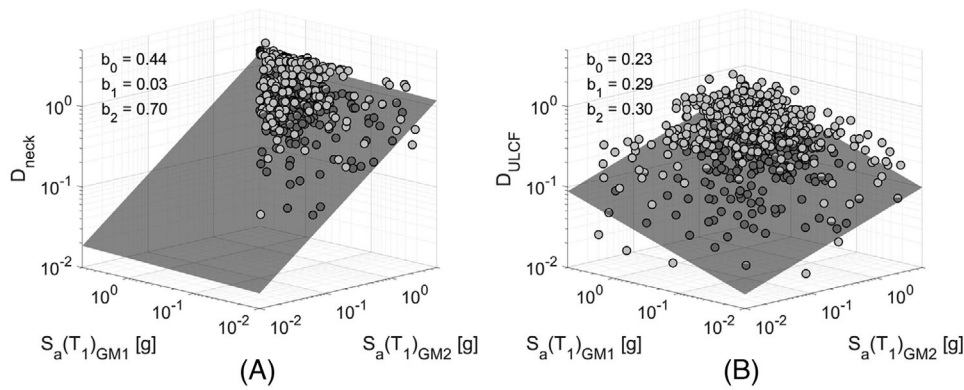 b0 = 0.44
b1 = 0.03
b2 = 0.70
Dneck
10^0
10^-1
10^-2
10^0
10^-1
10^-2
10^-2
10^-1
10^0
Sa(T1)GM1 [g]
Sa(T1)GM2 [g]
(A)
b0 = 0.23
b1 = 0.29
b2 = 0.30
DULCF
10^0
10^-1
10^-2
10^0
10^-1
10^-2
10^-2
10^-1
10^0
Sa(T1)GM1 [g]
Sa(T1)GM2 [g]
(B)